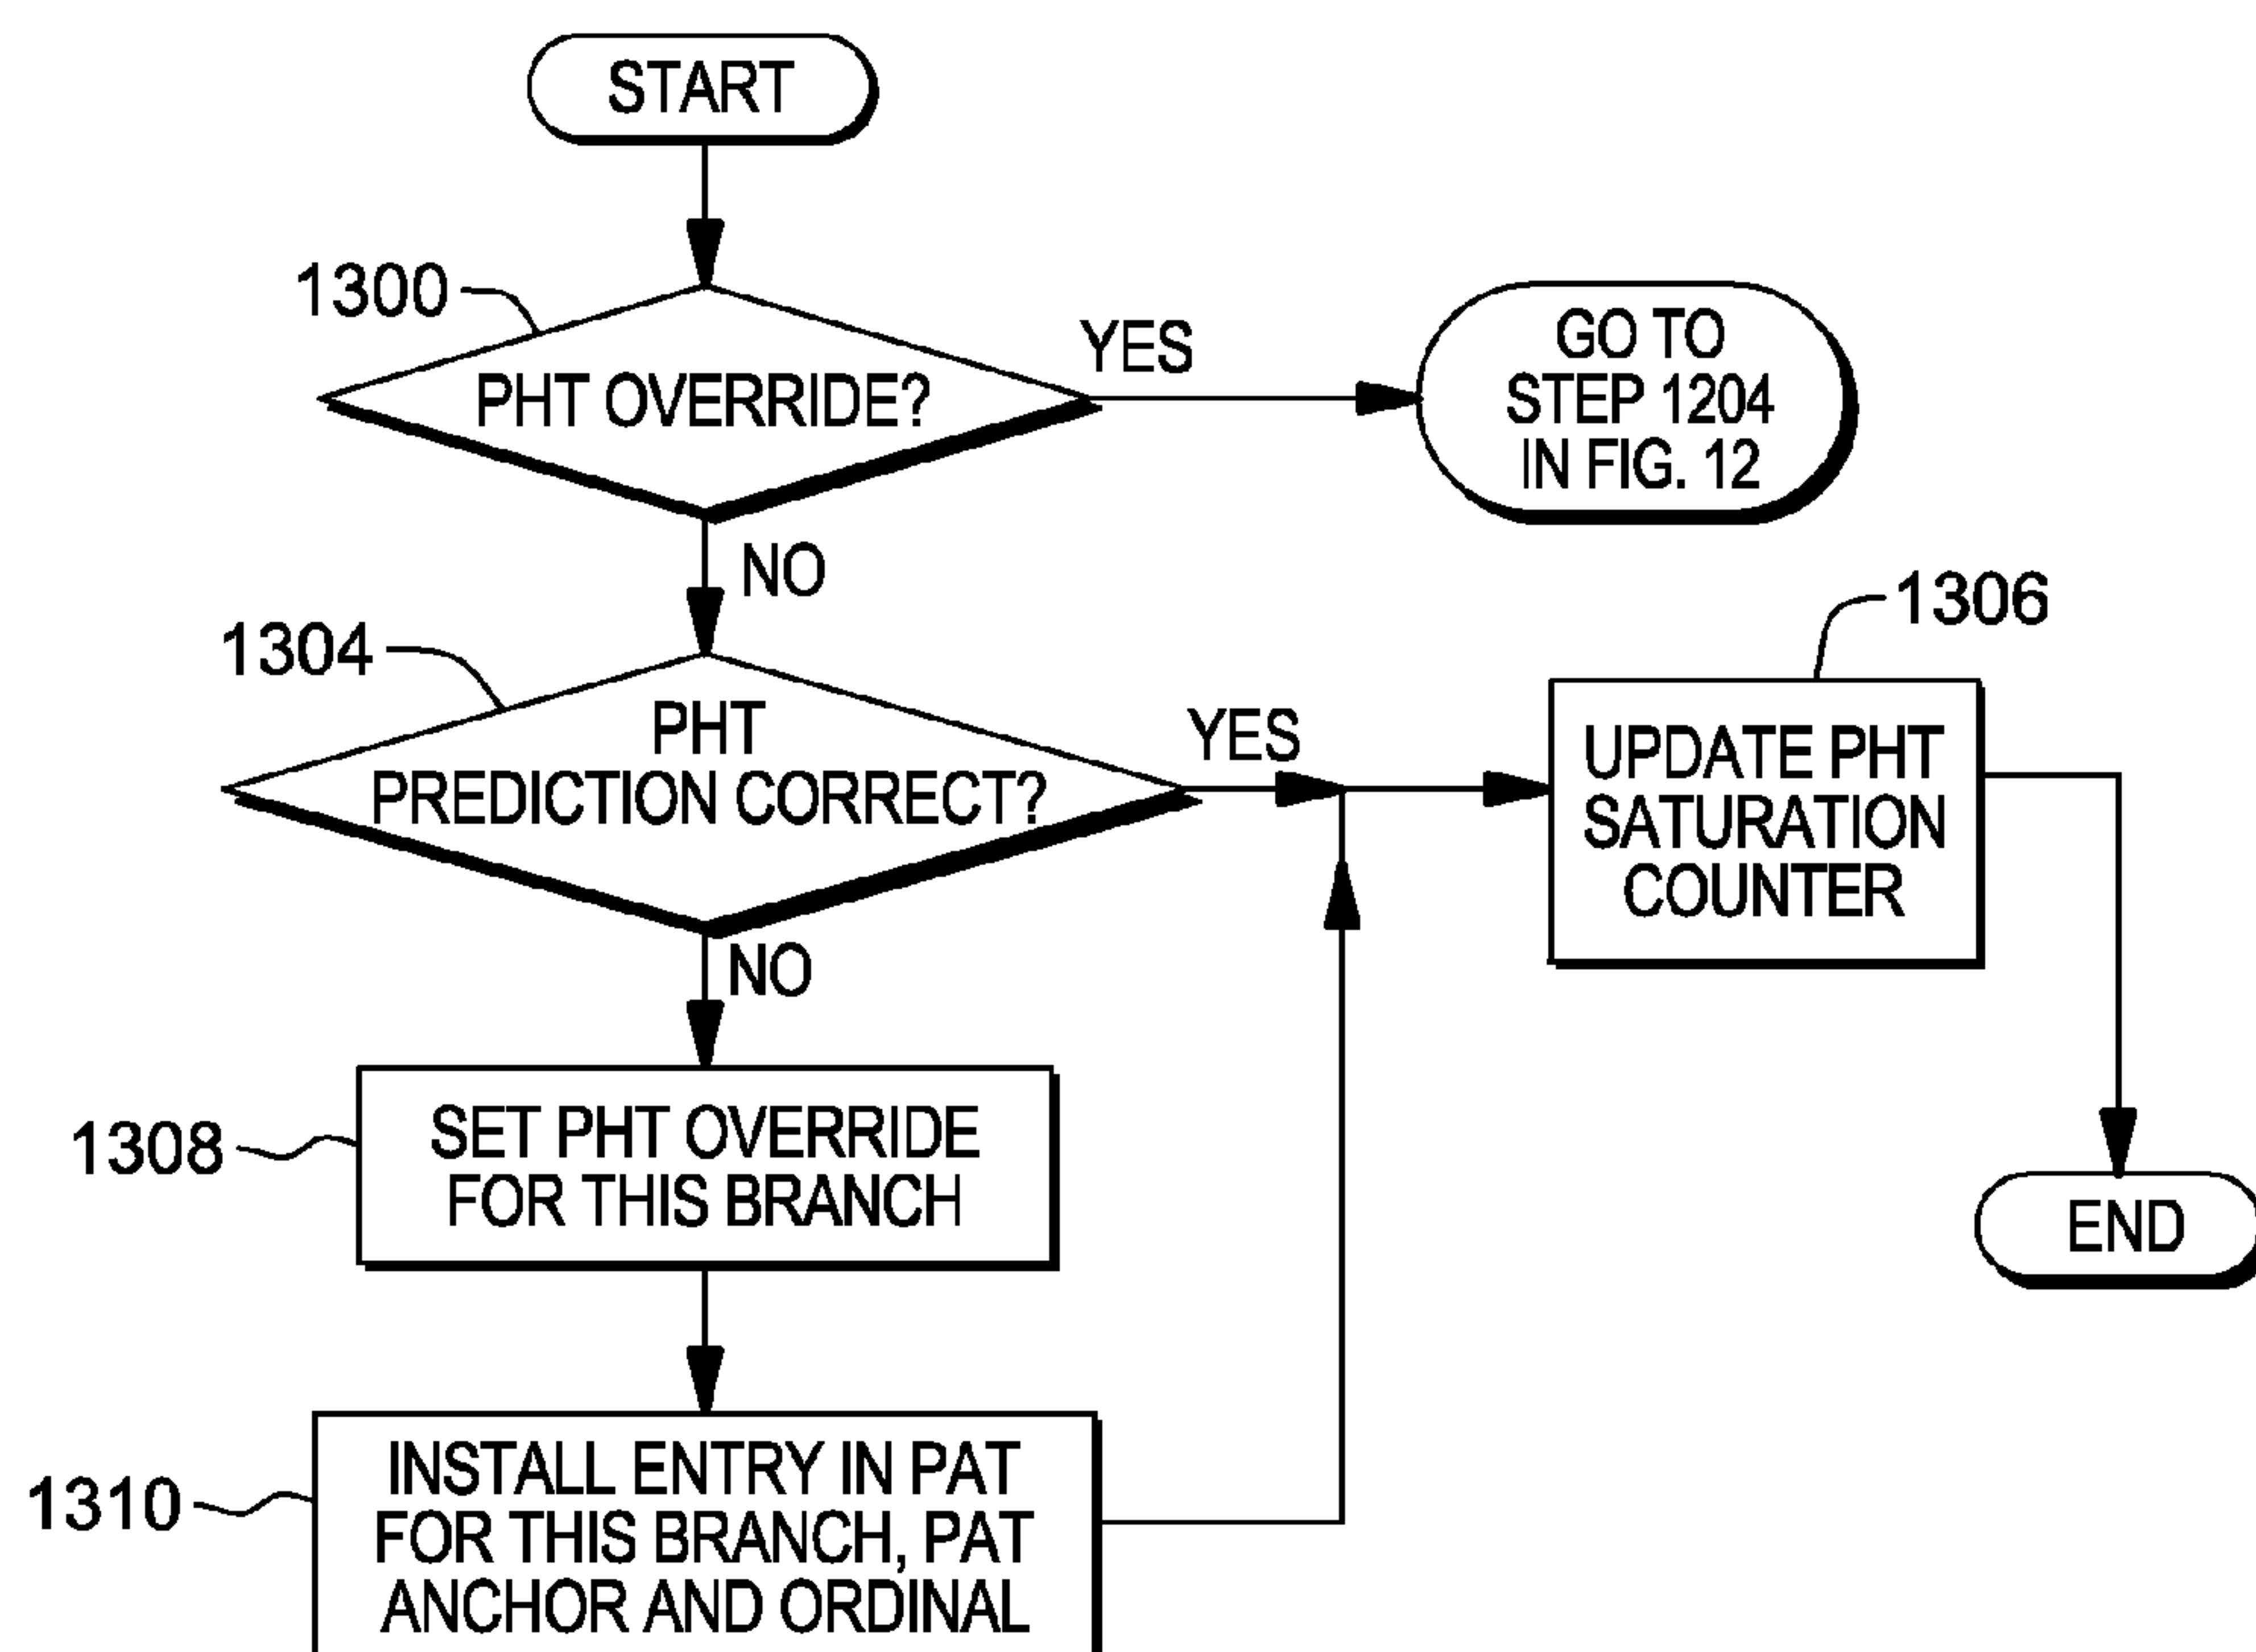 START
1300
PHT OVERRIDE?
YES
GO TO
STEP 1204
IN FIG. 12
NO
1304
PHT
PREDICTION CORRECT?
YES
1306
UPDATE PHT
SATURATION
COUNTER
NO
1308
SET PHT OVERRIDE
FOR THIS BRANCH
END
1310
INSTALL ENTRY IN PAT
FOR THIS BRANCH, PAT
ANCHOR AND ORDINAL